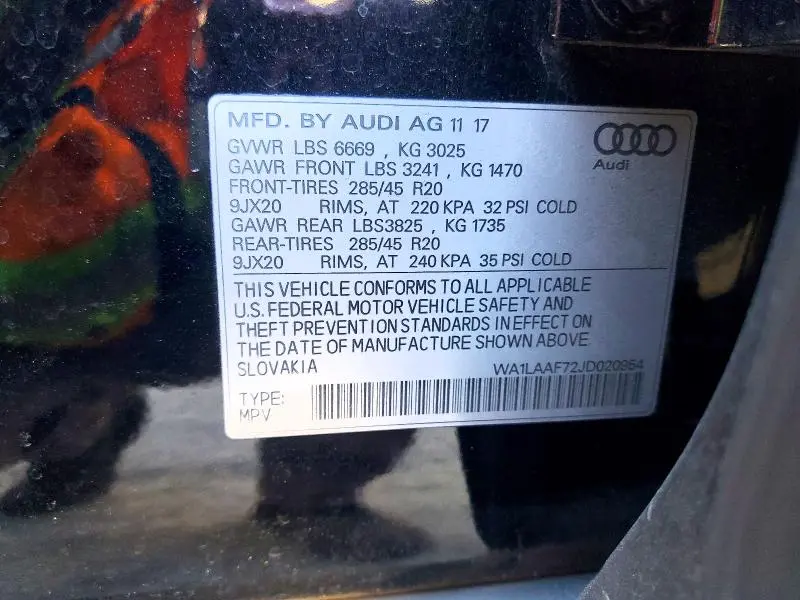 MFD. BY AUDI AG 11 17
GVWR LBS 6669 , KG 3025
GAWR FRONT LBS 3241 , KG 1470
FRONT-TIRES 285/45 R20
9JX20 RIMS, AT 220 KPA 32 PSI COLD
GAWR REAR LBS3825 , KG 1735
REAR-TIRES 285/45 R20
9JX20 RIMS, AT 240 KPA 35 PSI COLD
Audi
THIS VEHICLE CONFORMS TO ALL APPLICABLE
U.S. FEDERAL MOTOR VEHICLE SAFETY AND
THEFT PREVENTION STANDARDS IN EFFECT ON
THE DATE OF MANUFACTURE SHOWN ABOVE.
SLOVAKIA WA1LAAF72JD020954
TYPE:
MPV